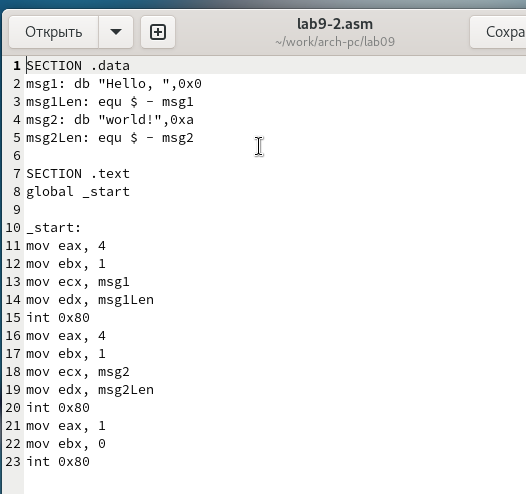 Открыть
lab9-2.asm
~/work/arch-pc/lab09
Сохра
1 SECTION .data
2 msg1: db "Hello, ",0x0
3 msg1Len: equ $ - msg1
4 msg2: db "world!",0xa
5 msg2Len: equ $ - msg2
6
7 SECTION .text
8 global _start
9
10 _start:
11 mov eax, 4
12 mov ebx, 1
13 mov ecx, msg1
14 mov edx, msg1Len
15 int 0x80
16 mov eax, 4
17 mov ebx, 1
18 mov ecx, msg2
19 mov edx, msg2Len
20 int 0x80
21 mov eax, 1
22 mov ebx, 0
23 int 0x80